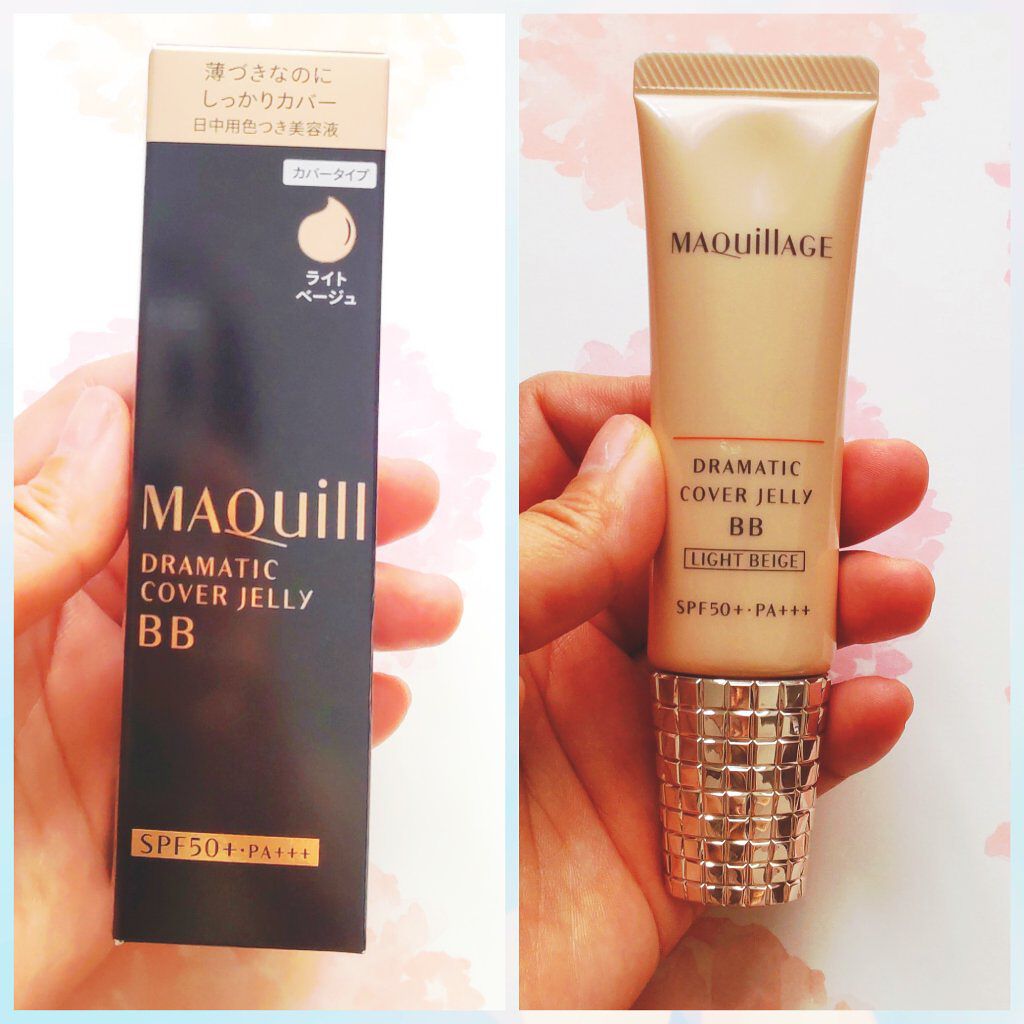 薄づきなのに
しっかりカバー
日中用色つき美容液
カバータイプ
ライト
ベージュ
MAQuill
DRAMATIC
COVER JELLY
BB
SPF50+・PA+++
MAQuillAGE
DRAMATIC
COVER JELLY
BB
LIGHT BEIGE
SPF50+・PA+++